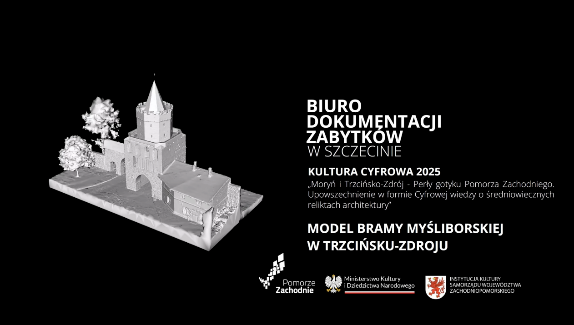 BIURO
DOKUMENTACJI
ZABYTKÓW
W SZCZECINIE
KULTURA CYFROWA 2025
„Moryń i Trzcińsko-Zdrój - Perły gotyku Pomorza Zachodniego.
Upowszechnienie w formie Cyfrowej wiedzy o średniowiecznych
reliktach architektury”
MODEL BRAMY MYŚLIBORSKIEJ
W TRZCIŃSKU-ZDROJU
Pomorze
Zachodnie
Ministerstwo Kultury
i Dziedzictwa Narodowego
INSTYTUCJA KULTURY
SAMORZĄDU WOJEWÓDZTWA
ZACHODNIOPOMORSKIEGO